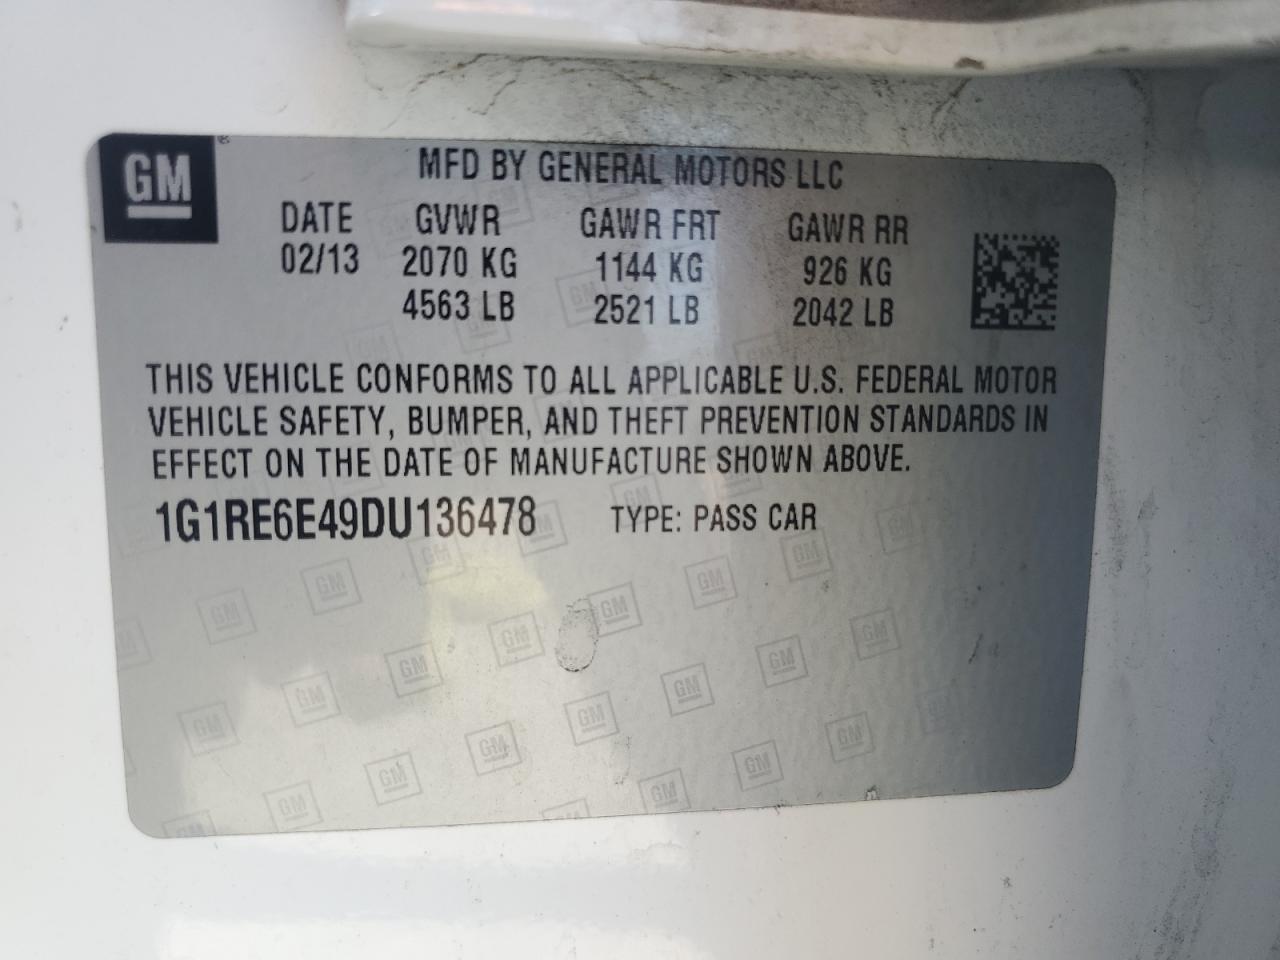 GM
MFD BY GENERAL MOTORS LLC
DATE GVWR GAWR FRT GAWR RR
02/13 2070 KG 1144 KG 926 KG
4563 LB 2521 LB 2042 LB
THIS VEHICLE CONFORMS TO ALL APPLICABLE U.S. FEDERAL MOTOR
VEHICLE SAFETY, BUMPER, AND THEFT PREVENTION STANDARDS IN
EFFECT ON THE DATE OF MANUFACTURE SHOWN ABOVE.
1G1RE6E49DU136478 TYPE: PASS CAR